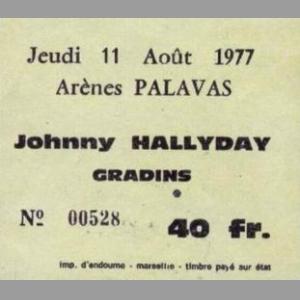 Jeudi 11 Août 1977
Arènes PALAVAS
Johnny HALLYDAY
GRADINS
Nº 00528 40 fr.
imp. d'endoume - marseille - timbre payé sur état